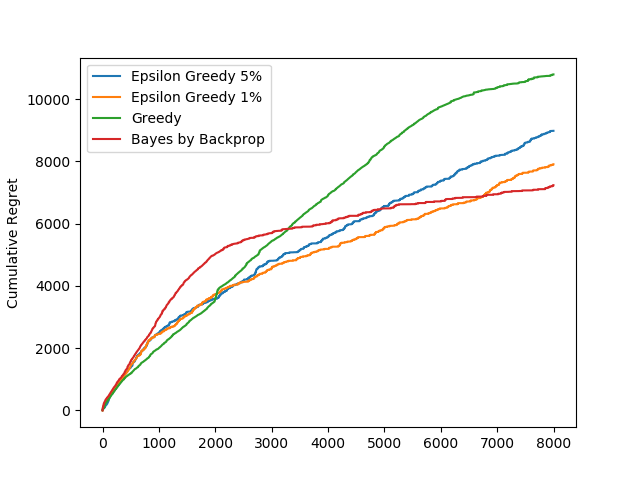 Epsilon Greedy 5%
Epsilon Greedy 1%
Greedy
Bayes by Backprop
Cumulative Regret
10000
8000
6000
4000
2000
0
0 1000 2000 3000 4000 5000 6000 7000 8000